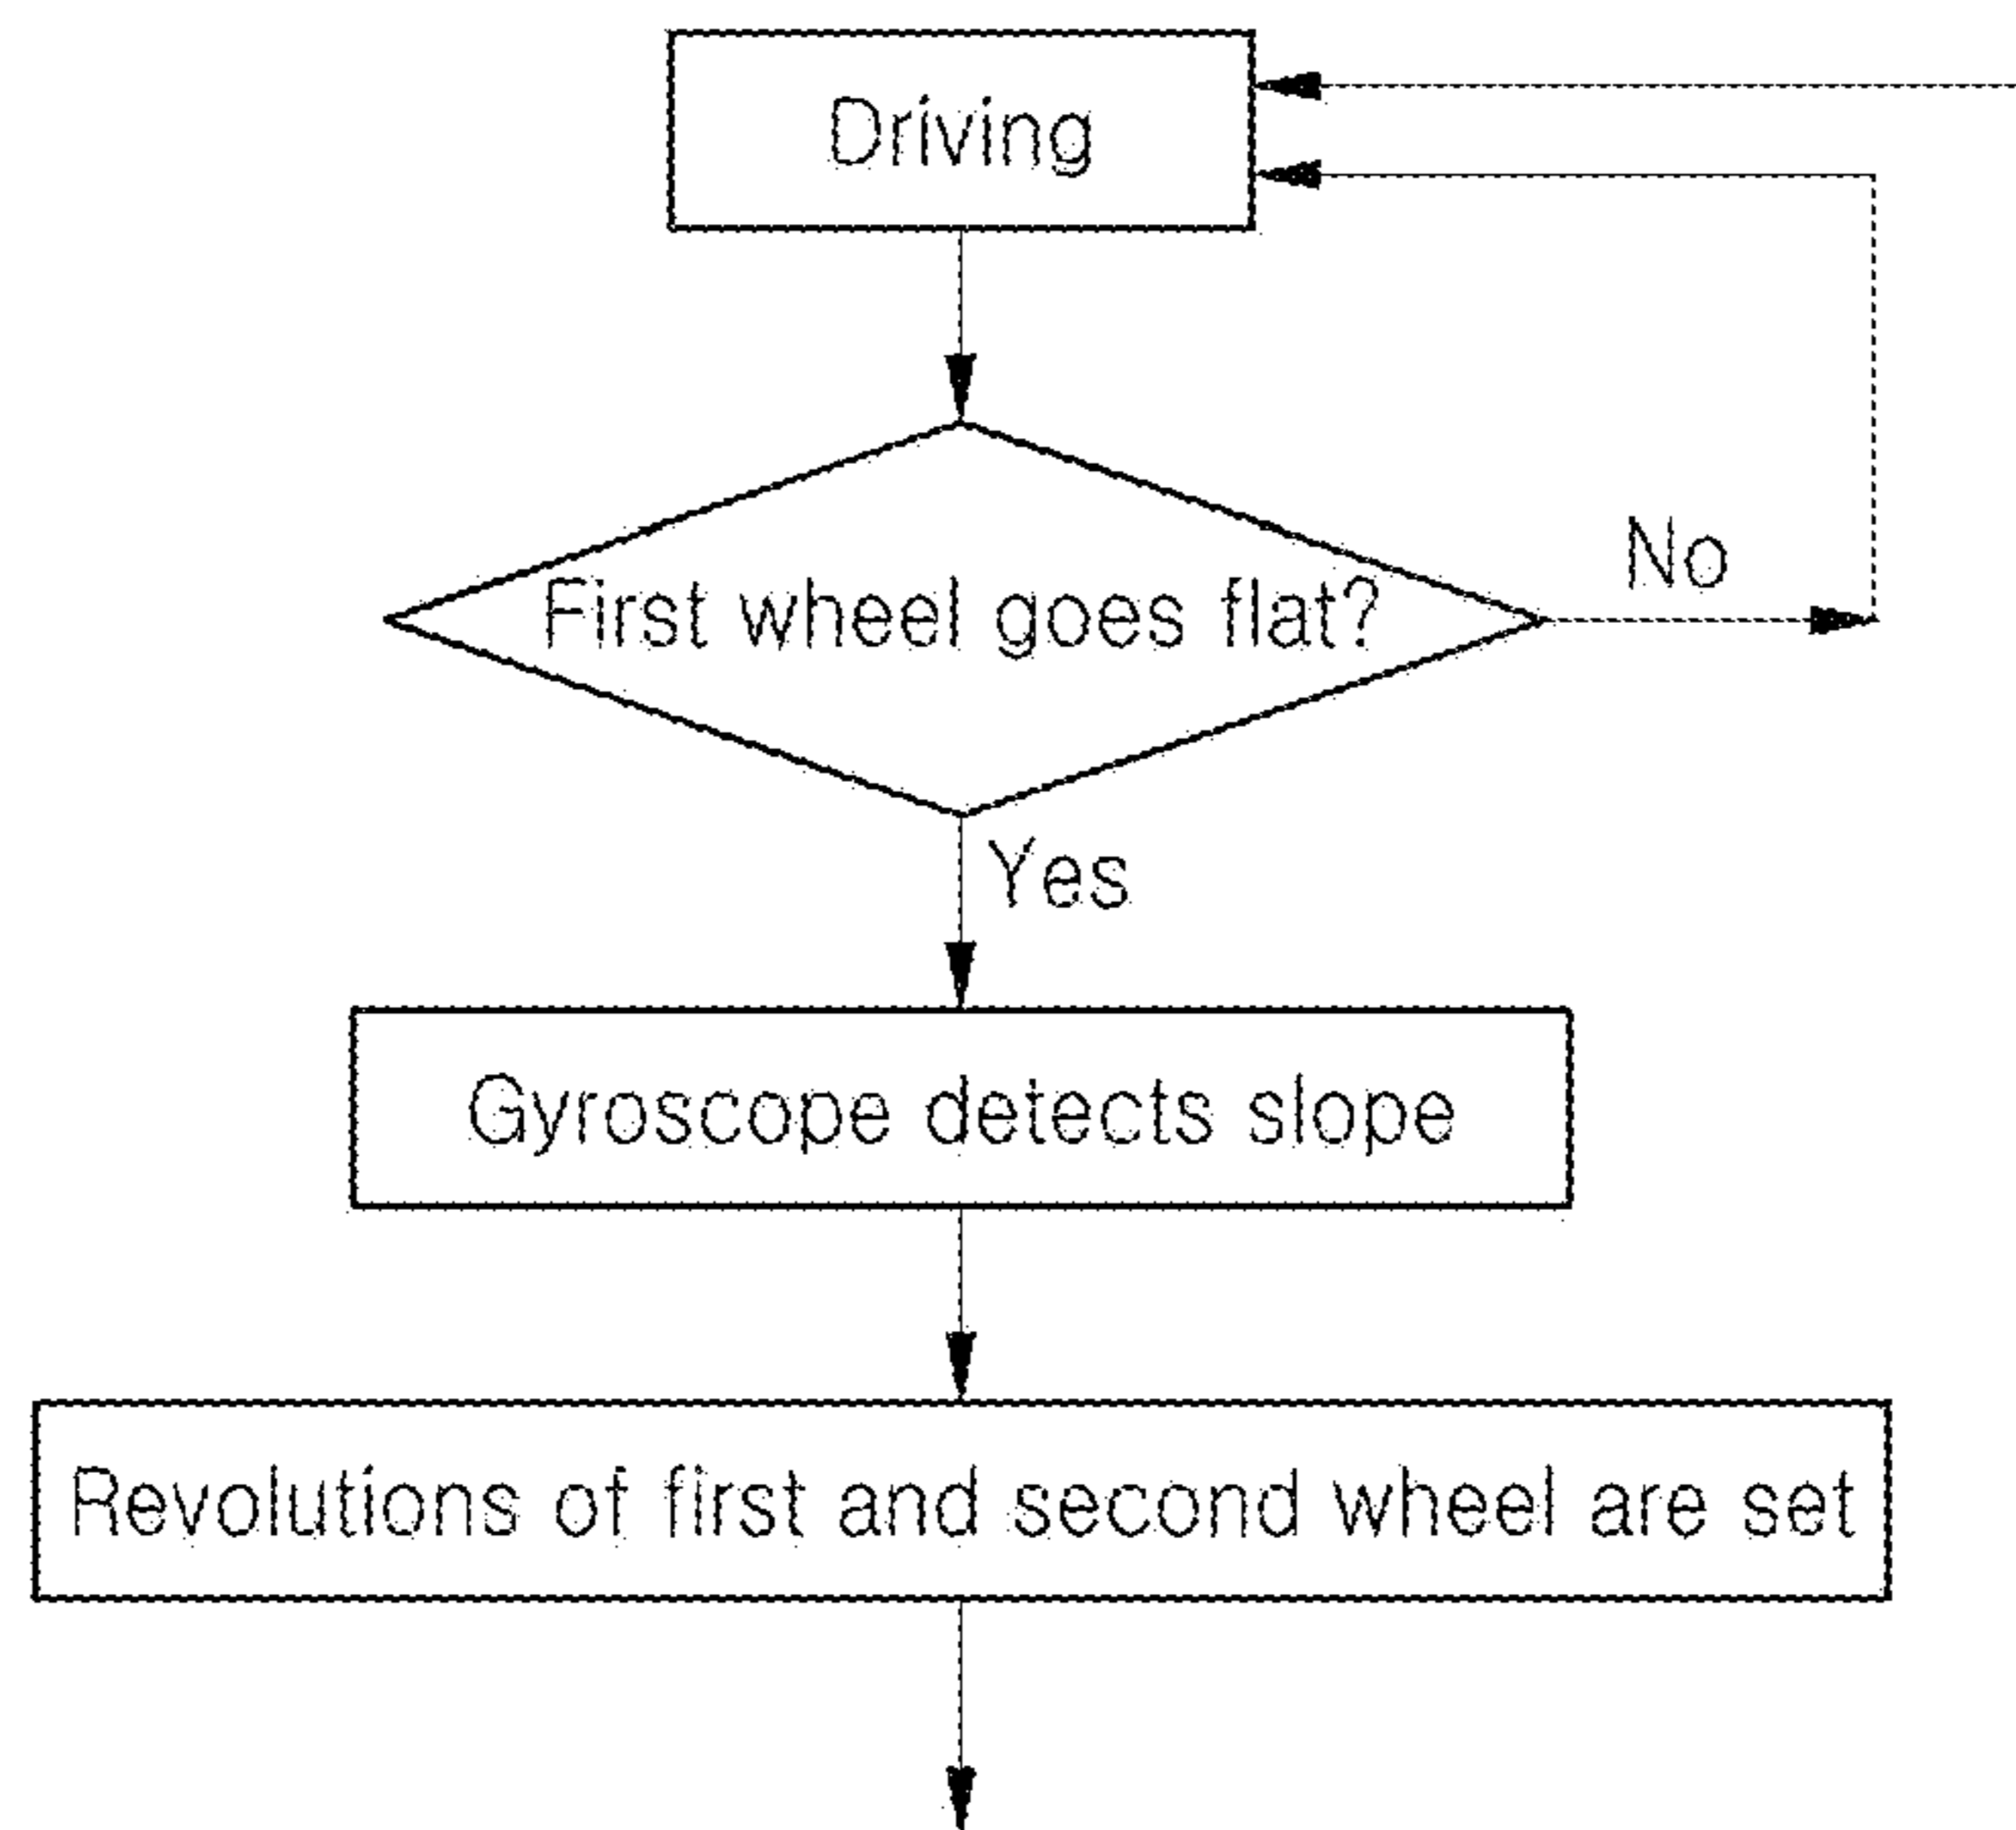 Driving
First wheel goes flat?
No
Yes
Gyroscope detects slope
Revolutions of first and second wheel are set